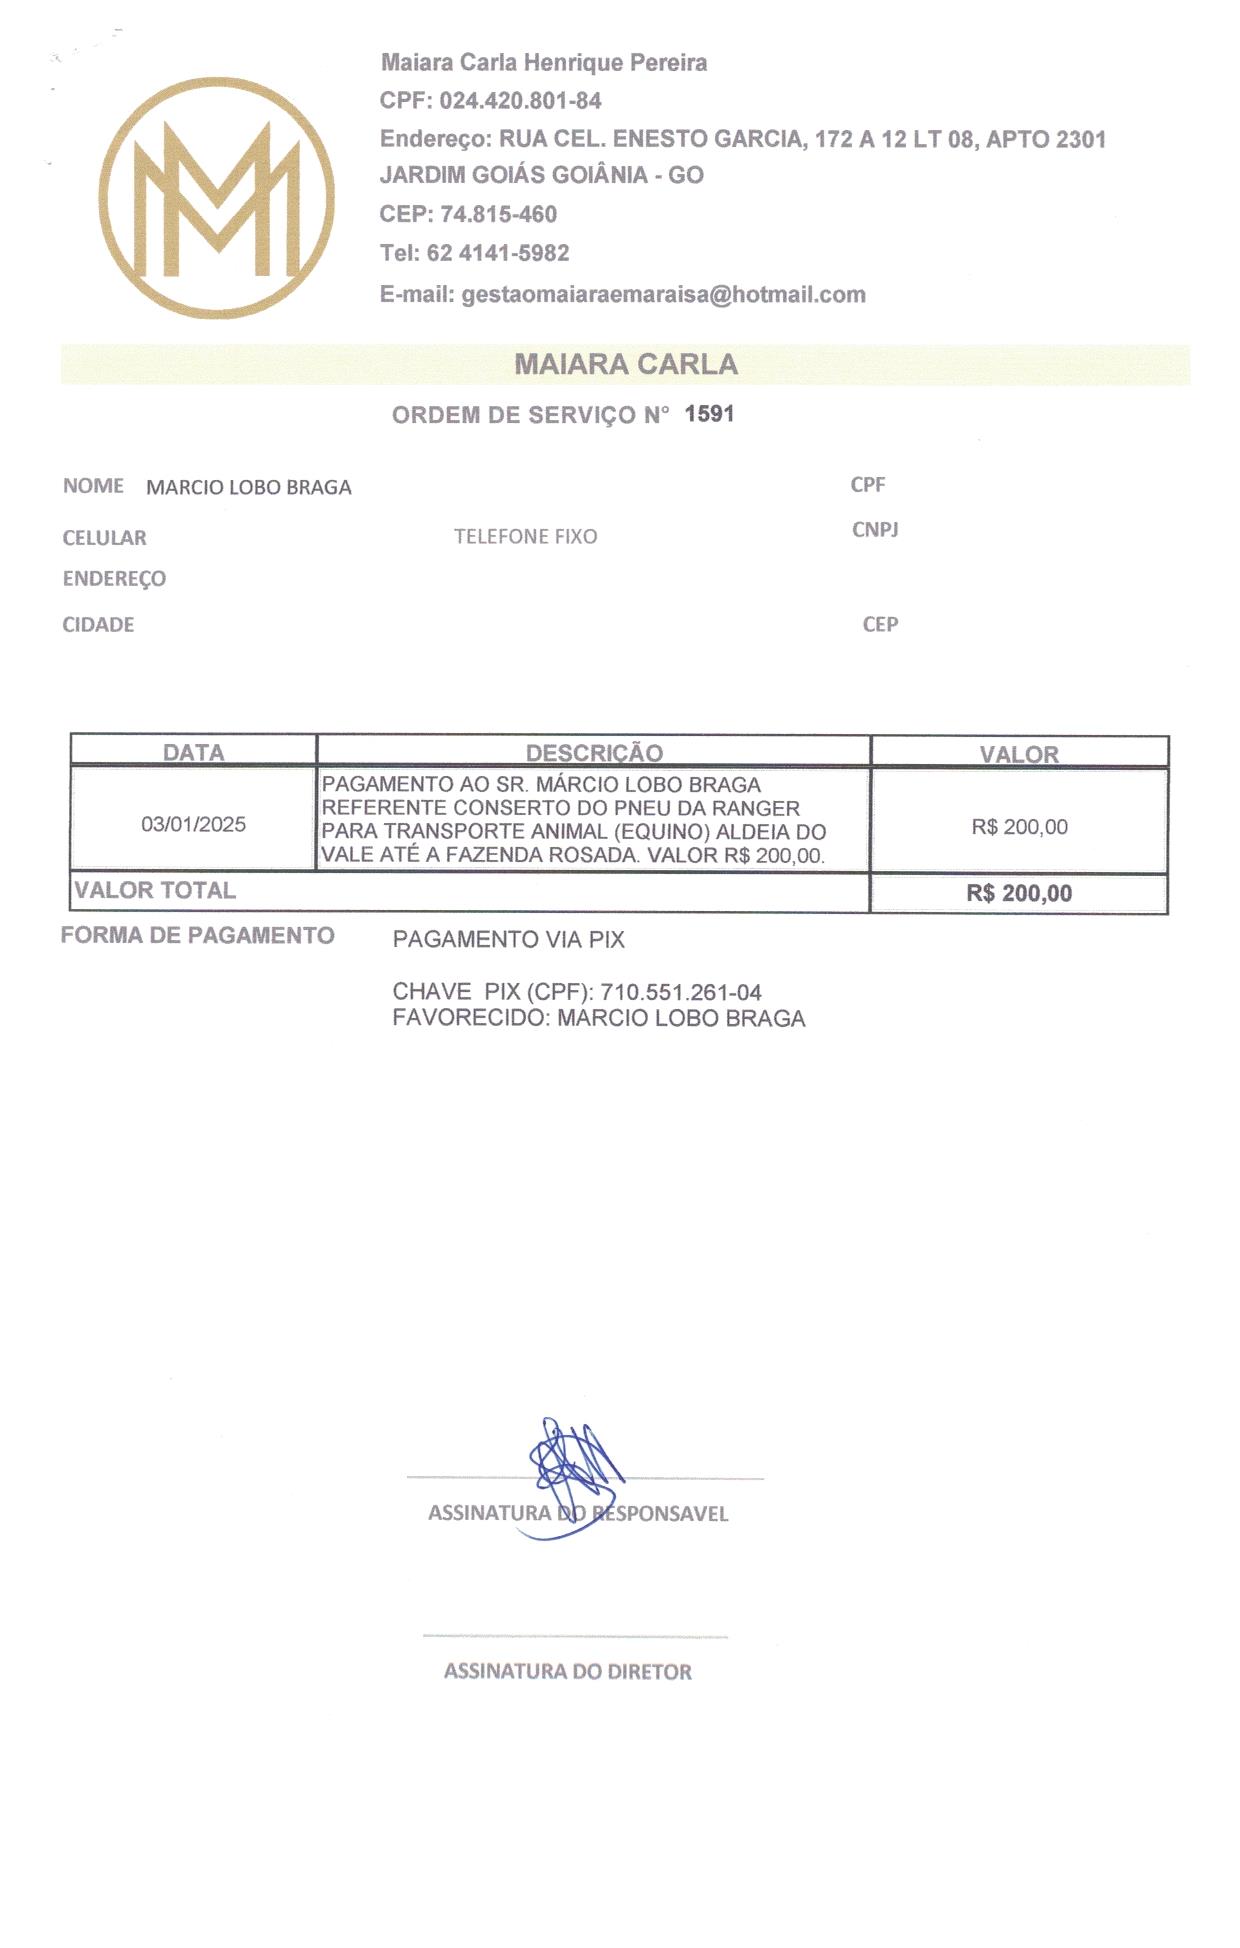 Maiara Carla Henrique Pereira
CPF: 024.420.801-84
Endereço: RUA CEL. ENESTO GARCIA, 172 A 12 LT 08, APTO 2301
JARDIM GOIÁS GOIÂNIA - GO
CEP: 74.815-460
Tel: 62 4141-5982
E-mail: gestaomaiaraemaraisa@hotmail.com
MAIARA CARLA
ORDEM DE SERVIÇO N° 1591
NOME MARCIO LOBO BRAGA CPF
CELULAR TELEFONE FIXO CNPJ
ENDEREÇO
CIDADE CEP
DATA DESCRIÇÃO VALOR
PAGAMENTO AO SR. MÁRCIO LOBO BRAGA
REFERENTE CONSERTO DO PNEU DA RANGER
03/01/2025 PARA TRANSPORTE ANIMAL (EQUINO) ALDEIA DO R$ 200,00
VALE ATÉ A FAZENDA ROSADA. VALOR R$ 200,00.
VALOR TOTAL R$ 200,00
FORMA DE PAGAMENTO PAGAMENTO VIA PIX
CHAVE PIX (CPF): 710.551.261-04
FAVORECIDO: MARCIO LOBO BRAGA
ASSINATURA DO RESPONSAVEL
ASSINATURA DO DIRETOR